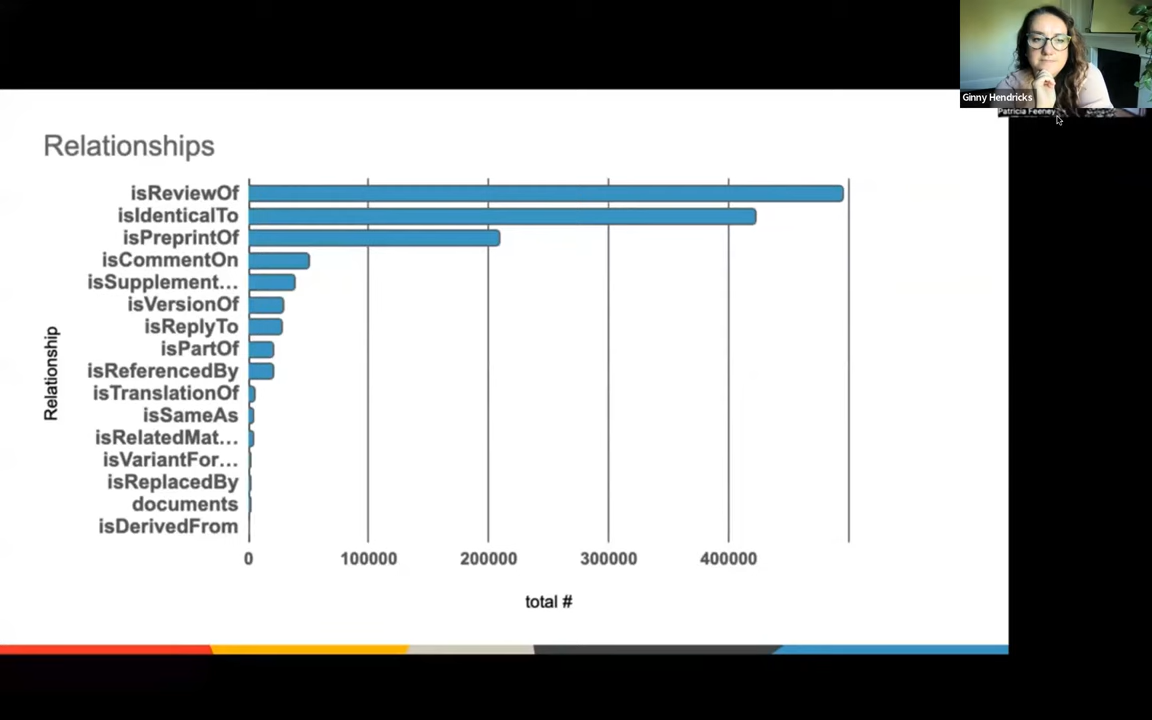 Ginny Hendricks
Patricia Feeney
Relationships
isReviewOf
isIdenticalTo
isPreprintOf
isCommentOn
isSupplement...
isVersionOf
isReplyTo
isPartOf
isReferencedBy
isTranslationOf
isSameAs
isRelatedMat...
isVariantFor...
isReplacedBy
documents
isDerivedFrom
Relationship
0 100000 200000 300000 400000
total #